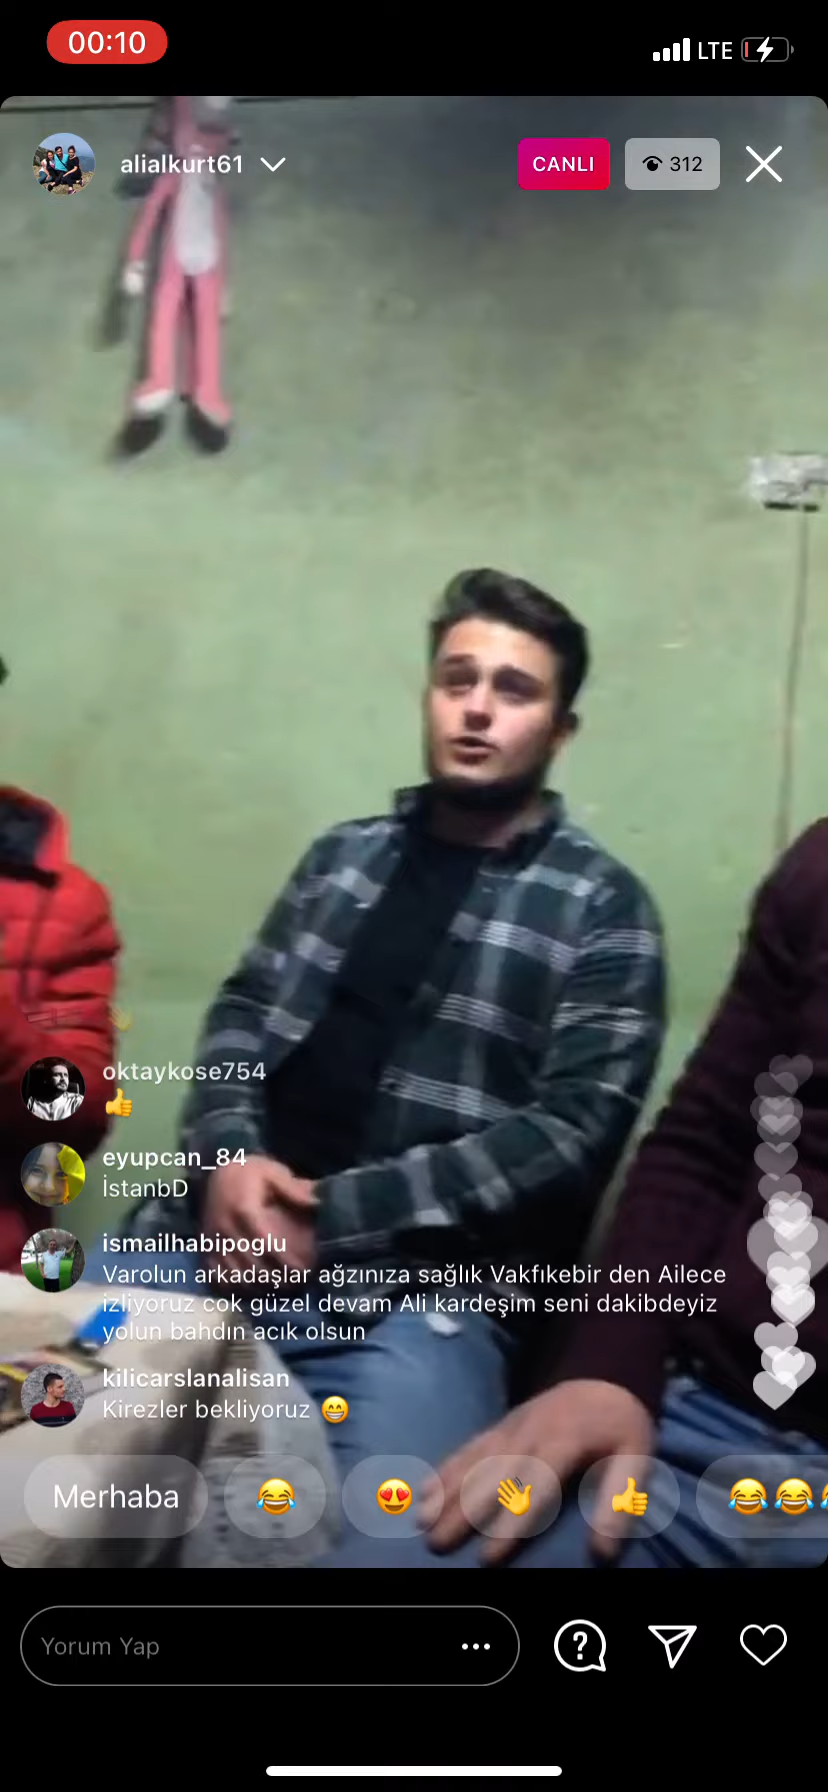 00:10
LTE
alialkurt61
CANLI
312
oktaykose754
eyupcan_84
İstanbD
ismailhabipoglu
Varolun arkadaşlar ağzınıza sağlık Vakfıkebir den Ailece
izliyoruz cok güzel devam Ali kardeşim seni dakibdeyiz
yolun bahdın acık olsun
kilicarslanalisan
Kirezler bekliyoruz 😁
Merhaba
Yorum Yap